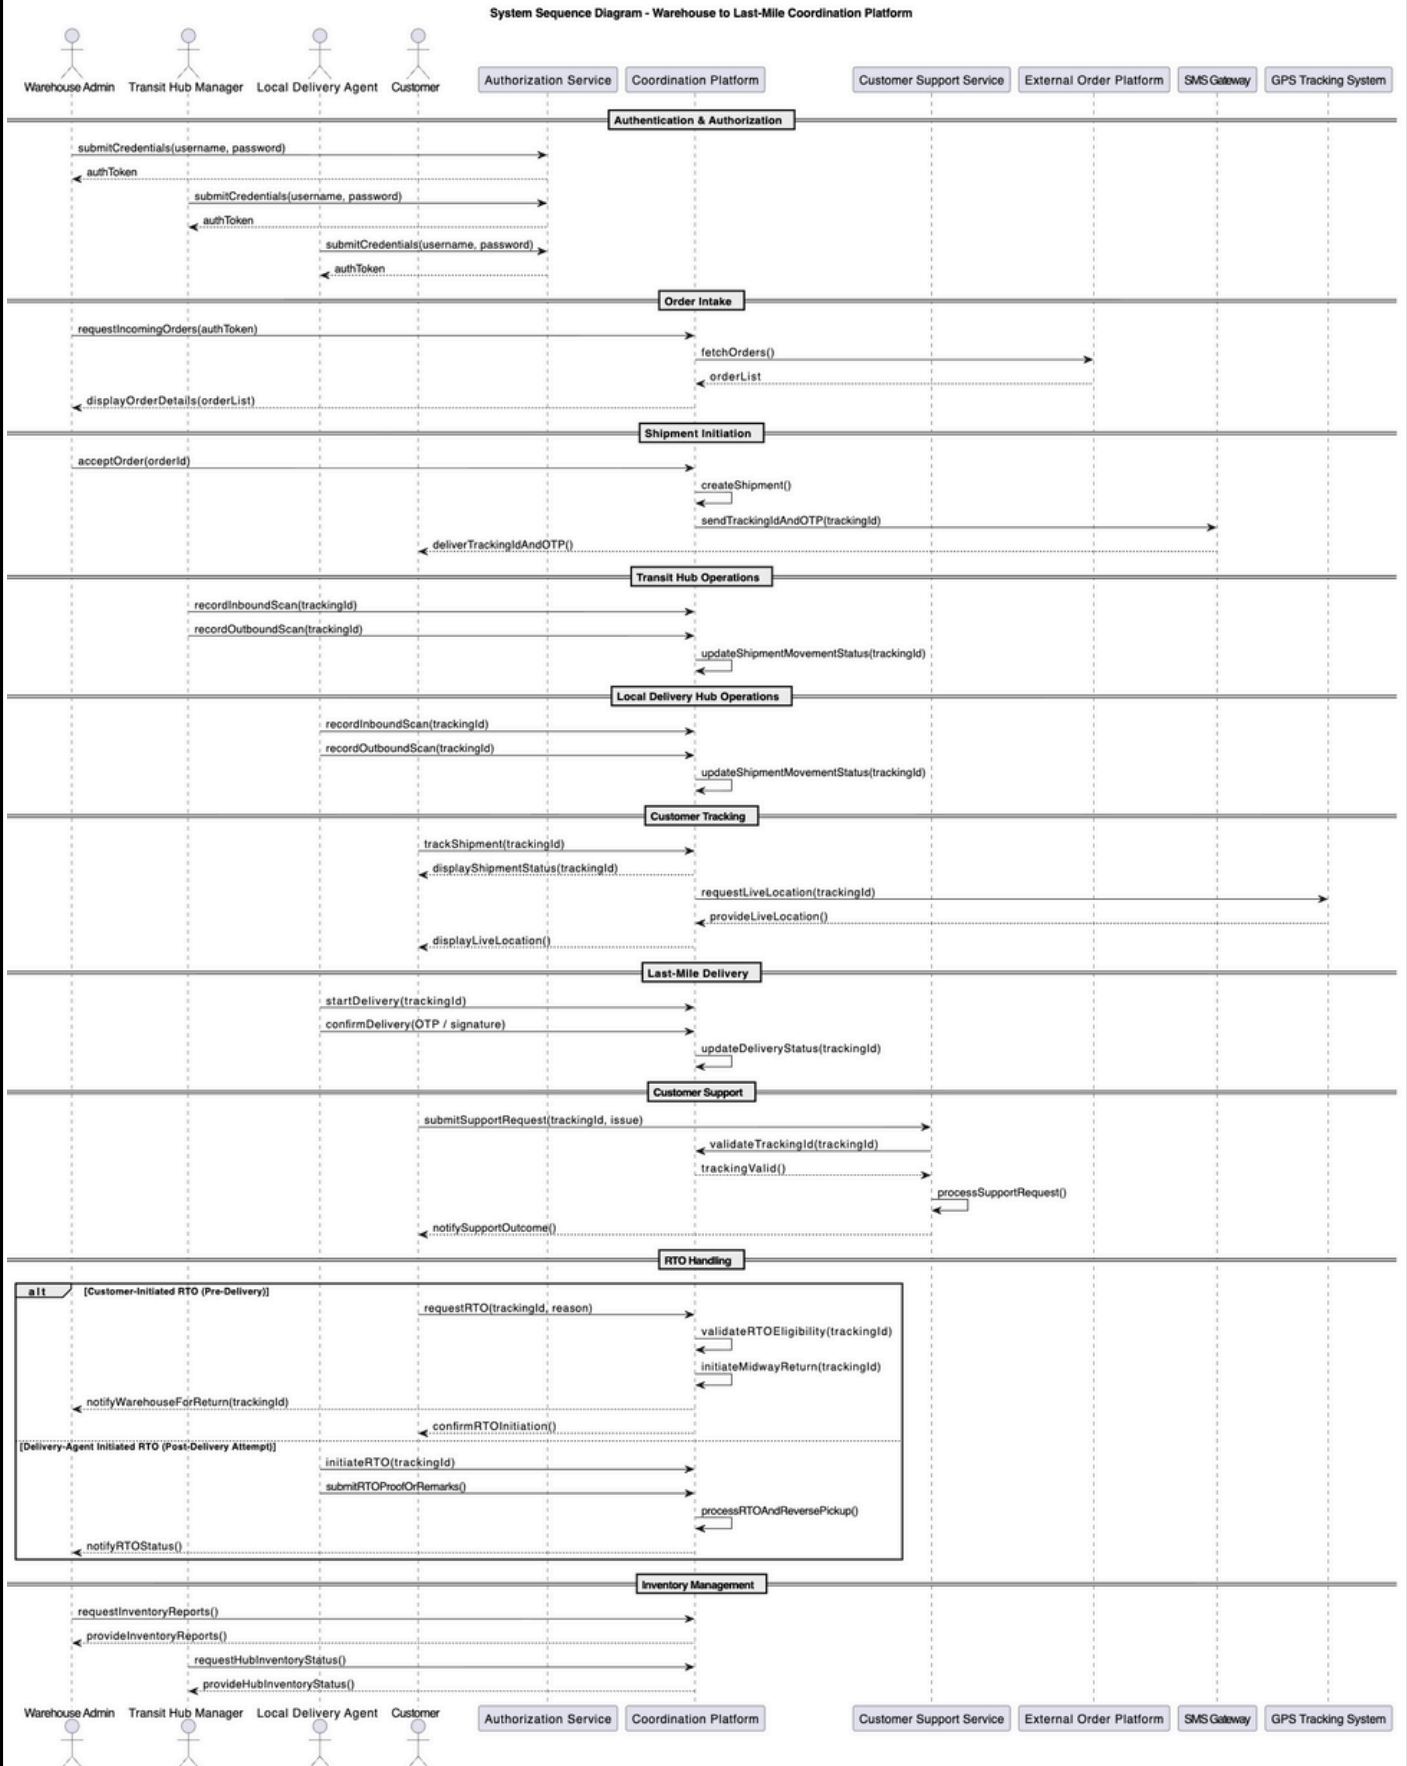 System Sequence Diagram - Warehouse to Last-Mile Coordination Platform
Warehouse Admin
Transit Hub Manager
Local Delivery Agent
Customer
Authorization Service
Coordination Platform
Customer Support Service
External Order Platform
SMS Gateway
GPS Tracking System
Authentication & Authorization
submitCredentials(username, password)
authToken
submitCredentials(username, password)
authToken
submitCredentials(username, password)
authToken
Order Intake
requestIncomingOrders(authToken)
fetchOrders()
orderList
displayOrderDetails(orderList)
Shipment Initiation
acceptOrder(orderId)
createShipment()
sendTrackingIdAndOTP(trackingId)
deliverTrackingIdAndOTP()
Transit Hub Operations
recordInboundScan(trackingId)
recordOutboundScan(trackingId)
updateShipmentMovementStatus(trackingId)
Local Delivery Hub Operations
recordInboundScan(trackingId)
recordOutboundScan(trackingId)
updateShipmentMovementStatus(trackingId)
Customer Tracking
trackShipment(trackingId)
displayShipmentStatus(trackingId)
requestLiveLocation(trackingId)
provideLiveLocation()
displayLiveLocation()
Last-Mile Delivery
startDelivery(trackingId)
confirmDelivery(OTP / signature)
updateDeliveryStatus(trackingId)
Customer Support
submitSupportRequest(trackingId, issue)
validateTrackingId(trackingId)
trackingValid()
processSupportRequest()
notifySupportOutcome()
RTO Handling
alt
[Customer-Initiated RTO (Pre-Delivery)]
requestRTO(trackingId, reason)
validateRTOEligibility(trackingId)
initiateMidwayReturn(trackingId)
notifyWarehouseForReturn(trackingId)
confirmRTOInitiation()
[Delivery-Agent Initiated RTO (Post-Delivery Attempt)]
initiateRTO(trackingId)
submitRTOProofOrRemarks()
processRTOAndReversePickup()
notifyRTOStatus()
Inventory Management
requestInventoryReports()
provideInventoryReports()
requestHubInventoryStatus()
provideHubInventoryStatus()
Warehouse Admin
Transit Hub Manager
Local Delivery Agent
Customer
Authorization Service
Coordination Platform
Customer Support Service
External Order Platform
SMS Gateway
GPS Tracking System